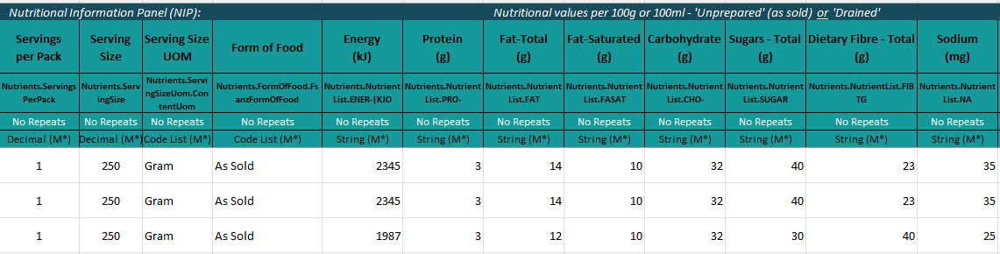 Nutritional Information Panel (NIP): Nutritional values per 100g or 100ml - 'Unprepared' (as sold) or 'Drained'
Servings per Pack Serving Size Serving Size UOM Form of Food Energy (kJ) Protein (g) Fat-Total (g) Fat-Saturated (g) Carbohydrate (g) Sugars - Total (g) Dietary Fibre - Total (g) Sodium (mg)
Nutrients.ServingsPerPack Nutrients.ServingSize Nutrients.ServingSizeUom.ContentUom Nutrients.FormOfFood.FsanzFormOfFood Nutrients.NutrientList.ENER-|KJO Nutrients.NutrientList.PRO- Nutrients.NutrientList.FAT Nutrients.NutrientList.FASAT Nutrients.NutrientList.CHO- Nutrients.NutrientList.SUGAR Nutrients.NutrientList.FIBTG Nutrients.NutrientList.NA
No Repeats No Repeats No Repeats No Repeats No Repeats No Repeats No Repeats No Repeats No Repeats No Repeats No Repeats No Repeats
Decimal (M*) Decimal (M*) Code List (M*) Code List (M*) String (M*) String (M*) String (M*) String (M*) String (M*) String (M*) String (M*) String (M*)
1 250 Gram As Sold 2345 3 14 10 32 40 23 35
1 250 Gram As Sold 2345 3 14 10 32 40 23 35
1 250 Gram As Sold 1987 3 12 10 32 30 40 25